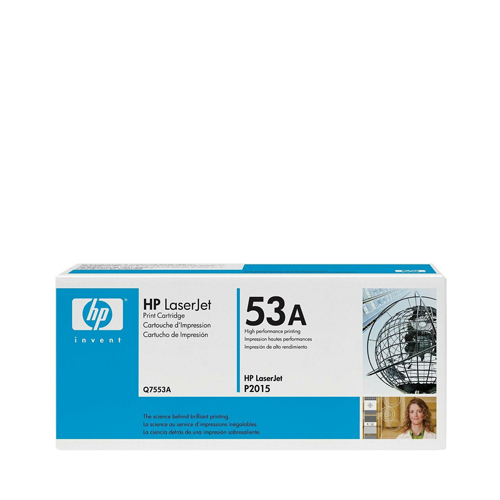 hp
invent
HP LaserJet
Print Cartridge
Cartouche d'Impression
Cartucho de Impresión
Q7553A
53A
High performance printing
Impression hautes performances
Impresión de alto rendimiento
HP LaserJet
P2015
The science behind brilliant printing.
La science au service d'impressions inégalables.
La ciencia detrás de una impresión sobresaliente.